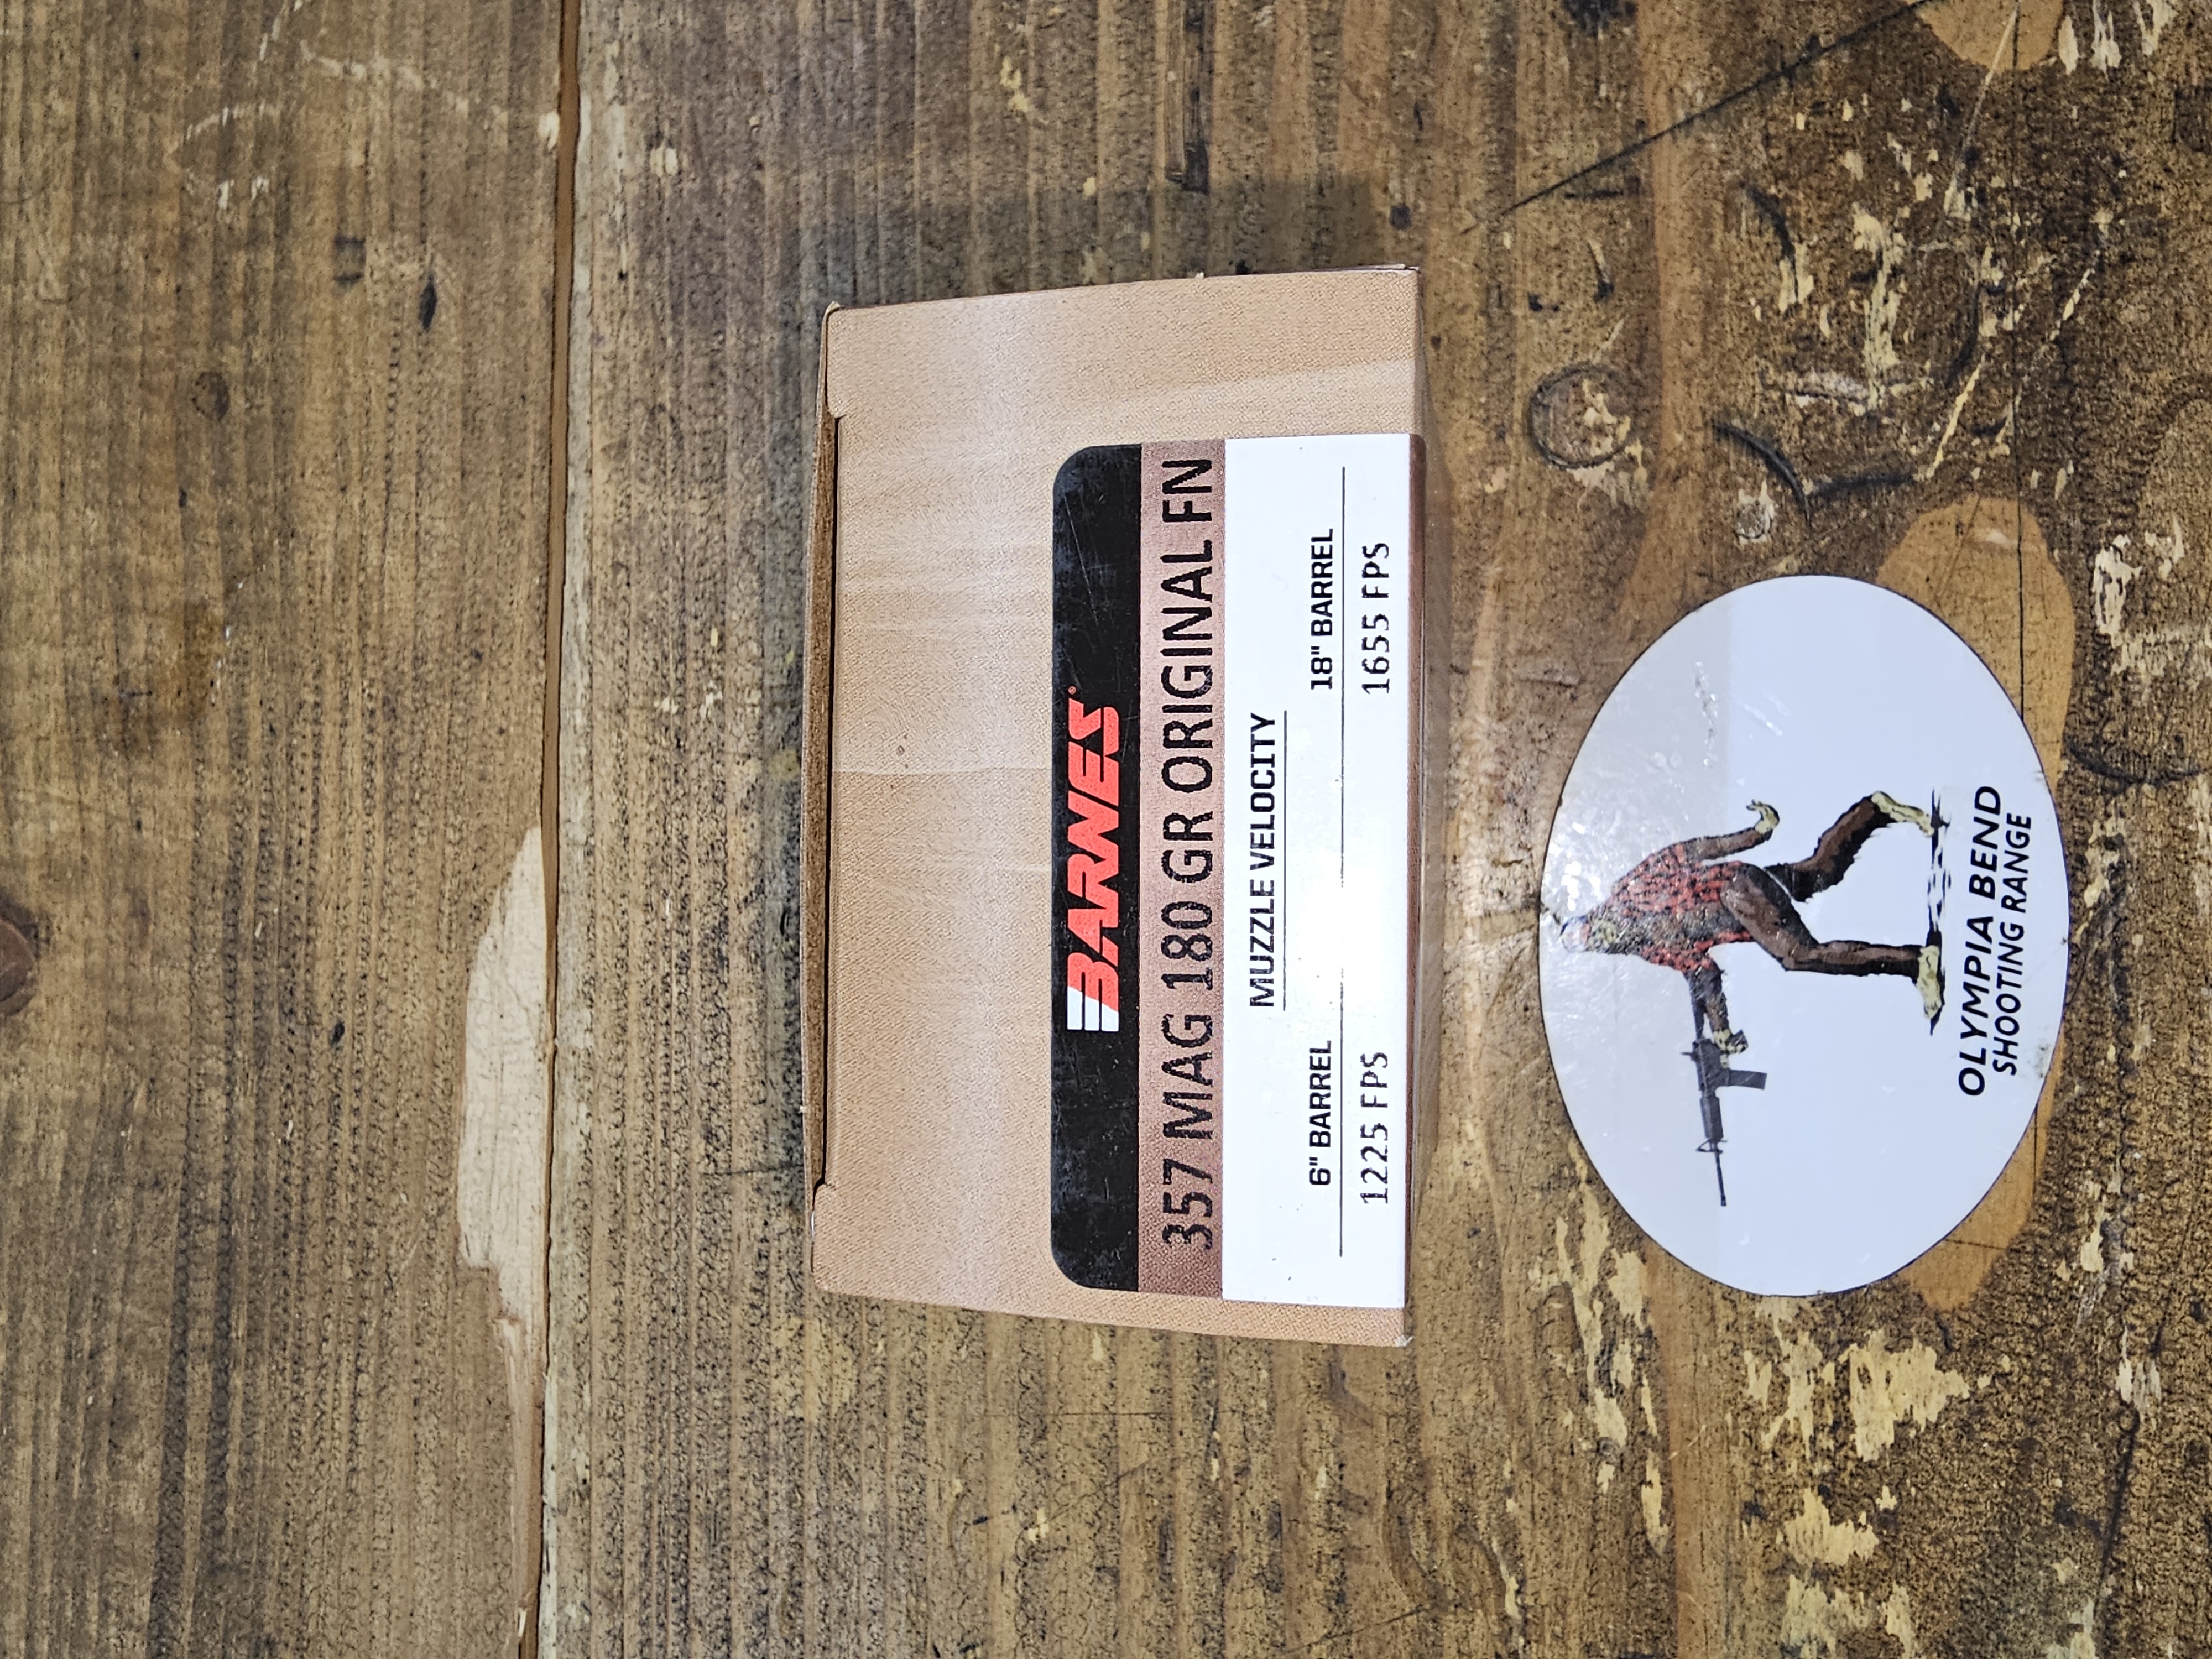 BARNES®
357 MAG 180 GR ORIGINAL FN
MUZZLE VELOCITY
6" BARREL 18" BARREL
1225 FPS 1655 FPS
OLYMPIA BEND
SHOOTING RANGE